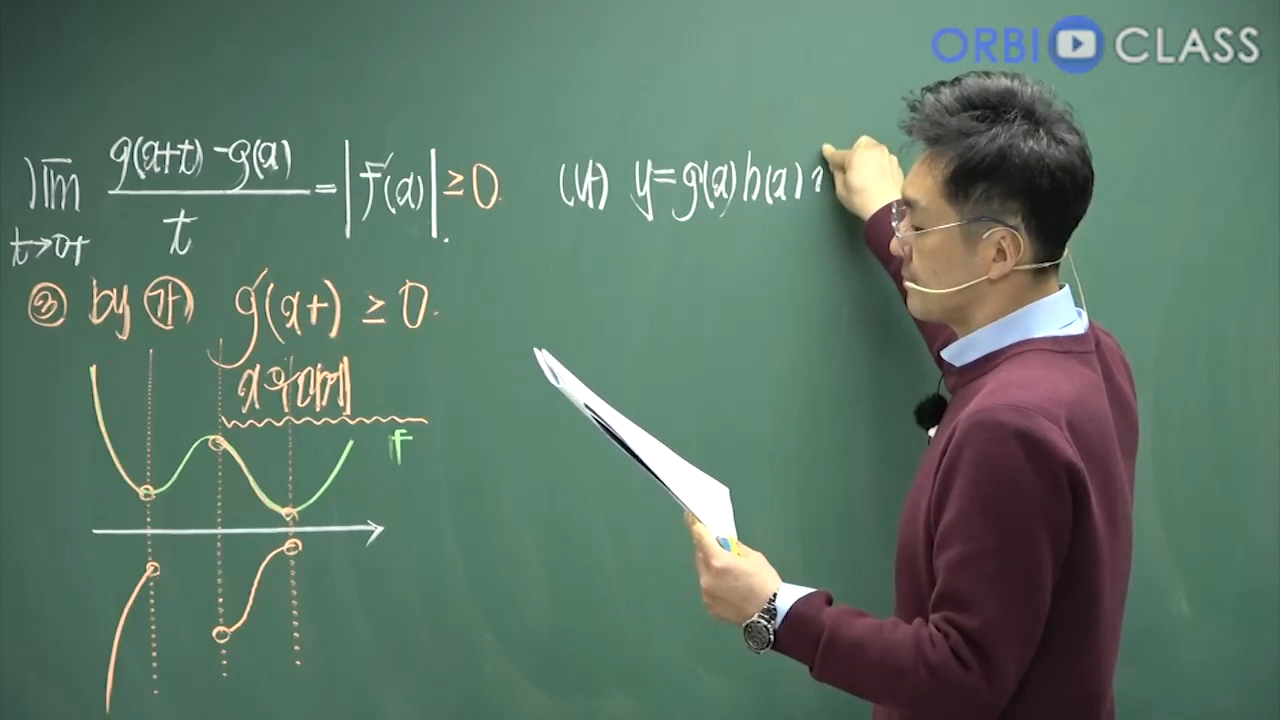 ORBI CLASS
lim g(x+t) - g(x) / t = |f'(x)| ≥ 0.
t→0+
③ by ㉮ g'(x+) ≥ 0.
f
(나) y=g(x)h(x)